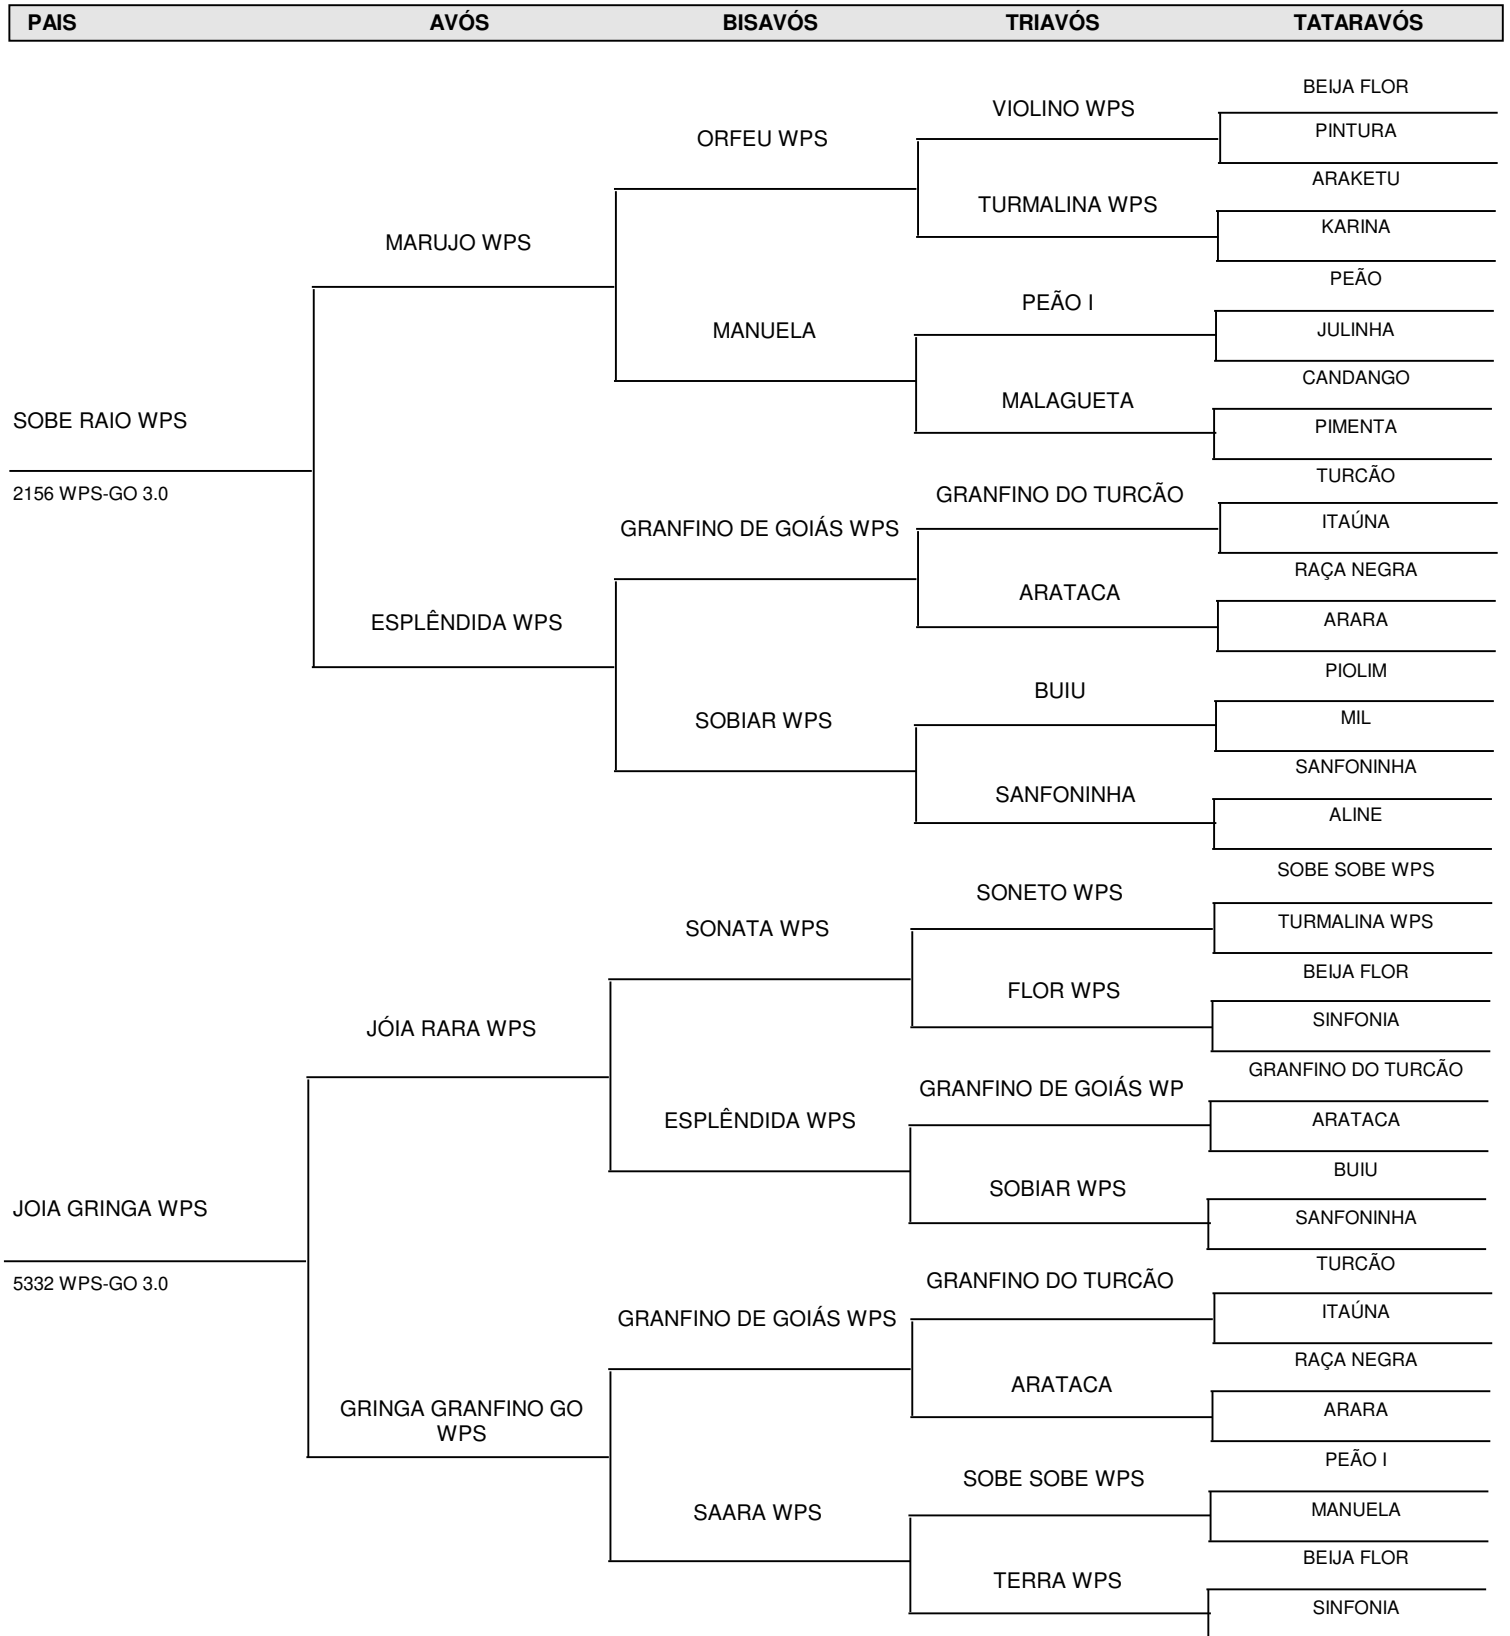 PAIS AVÓS BISAVÓS TRIAVÓS TATARAVÓS
BEIJA FLOR
VIOLINO WPS
PINTURA
ORFEU WPS
ARAKETU
TURMALINA WPS
KARINA
MARUJO WPS
PEÃO
PEÃO I
JULINHA
MANUELA
CANDANGO
MALAGUETA
PIMENTA
SOBE RAIO WPS
2156 WPS-GO 3.0
TURCÃO
GRANFINO DO TURCÃO
ITAÚNA
GRANFINO DE GOIÁS WPS
RAÇA NEGRA
ARATACA
ARARA
ESPLÊNDIDA WPS
PIOLIM
BUIU
MIL
SOBIAR WPS
SANFONINHA
SANFONINHA
ALINE
SOBE SOBE WPS
SONETO WPS
TURMALINA WPS
SONATA WPS
BEIJA FLOR
FLOR WPS
SINFONIA
JÓIA RARA WPS
GRANFINO DO TURCÃO
GRANFINO DE GOIÁS WP
ARATACA
ESPLÊNDIDA WPS
BUIU
SOBIAR WPS
SANFONINHA
JOIA GRINGA WPS
5332 WPS-GO 3.0
TURCÃO
GRANFINO DO TURCÃO
ITAÚNA
GRANFINO DE GOIÁS WPS
RAÇA NEGRA
ARATACA
ARARA
GRINGA GRANFINO GO
WPS
PEÃO I
SOBE SOBE WPS
MANUELA
SAARA WPS
BEIJA FLOR
TERRA WPS
SINFONIA